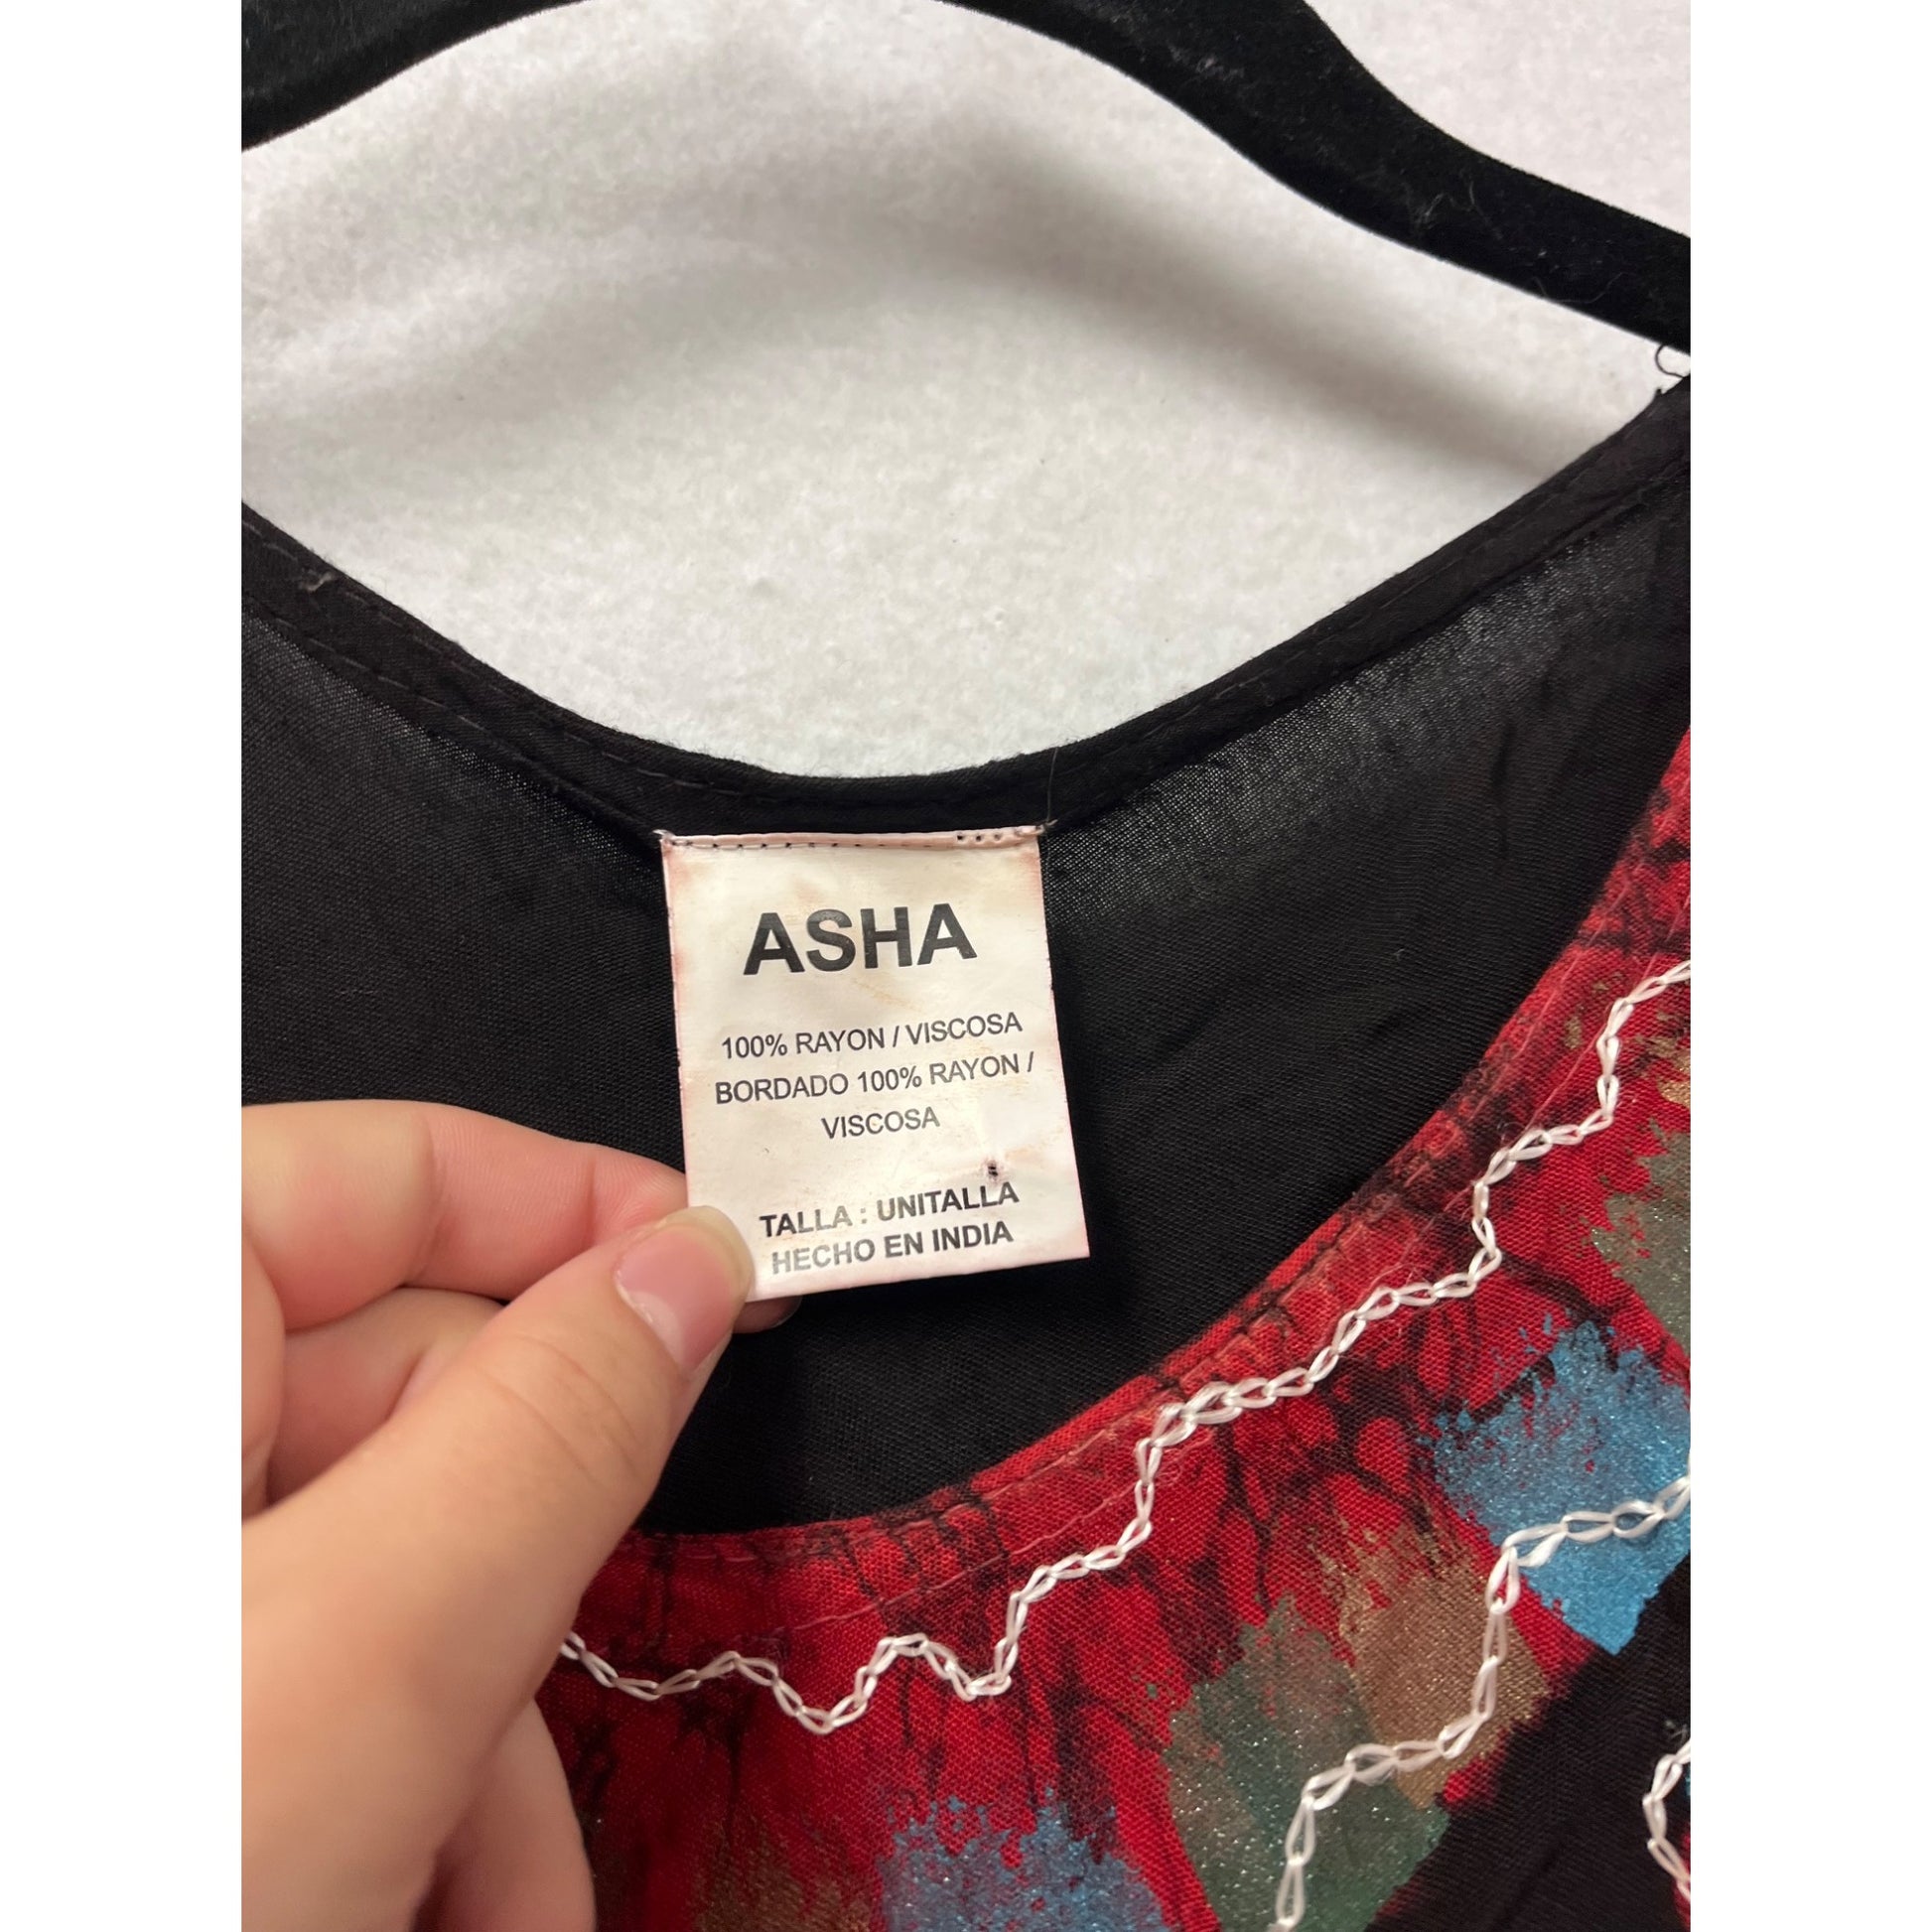 ASHA
100% RAYON / VISCOSA
BORDADO 100% RAYON /
VISCOSA
TALLA : UNITALLA
HECHO EN INDIA